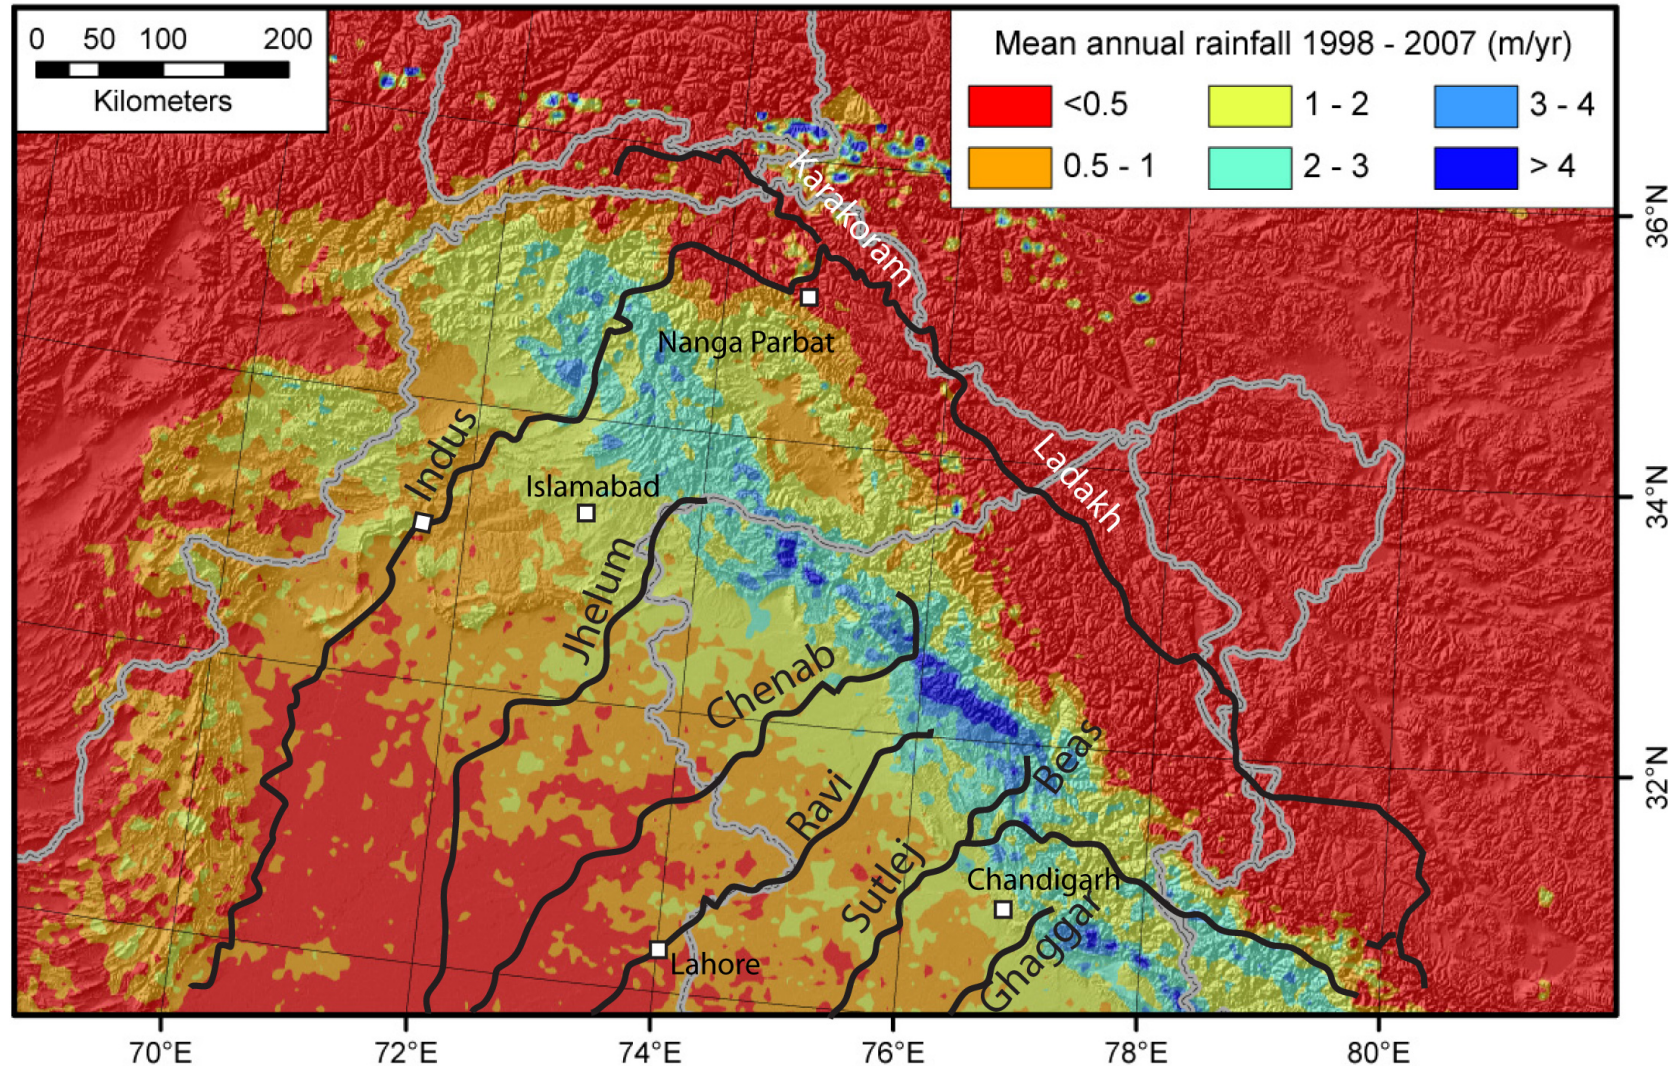 0 50 100 200
Kilometers
Mean annual rainfall 1998 - 2007 (m/yr)
<0.5
1 - 2
3 - 4
0.5 - 1
2 - 3
> 4
Karakoram
Nanga Parbat
Indus
Islamabad
Ladakh
Jhelum
Chenab
Beas
Ravi
Sutlej
Chandigarh
Ghaggar
Lahore
36°N
34°N
32°N
70°E
72°E
74°E
76°E
78°E
80°E